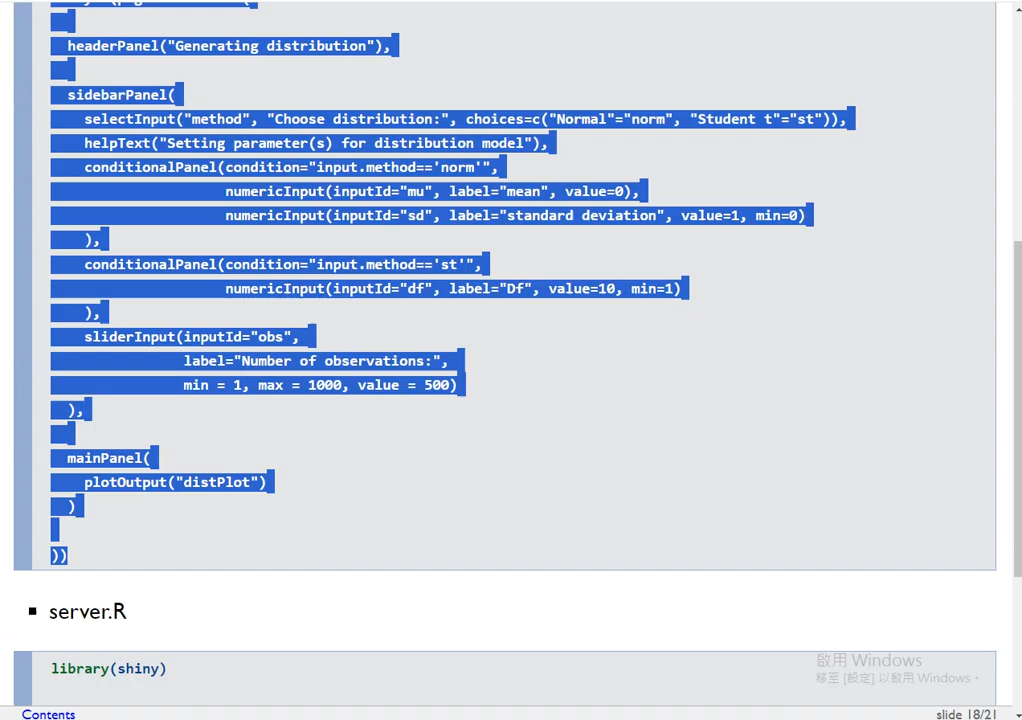 headerPanel("Generating distribution"),
sidebarPanel(
selectInput("method", "Choose distribution:", choices=c("Normal"="norm", "Student t"="st")),
helpText("Setting parameter(s) for distribution model"),
conditionalPanel(condition="input.method=='norm'",
numericInput(inputId="mu", label="mean", value=0),
numericInput(inputId="sd", label="standard deviation", value=1, min=0)
),
conditionalPanel(condition="input.method=='st'",
numericInput(inputId="df", label="Df", value=10, min=1)
),
sliderInput(inputId="obs",
label="Number of observations:",
min = 1, max = 1000, value = 500)
),
mainPanel(
plotOutput("distPlot")
)
))
▪ server.R
library(shiny)
啟用 Windows
移至 [設定] 以啟用 Windows。
Contents
slide 18/21